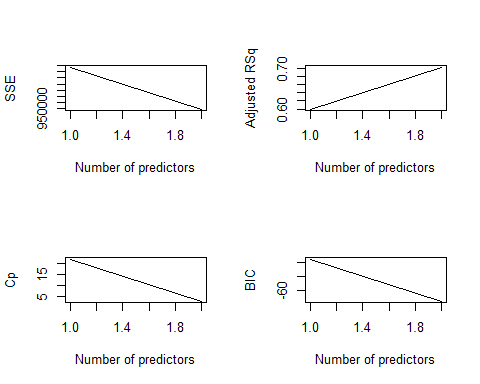 SSE
950000
1.0 1.4 1.8
Number of predictors
Adjusted RSq
0.60 0.70
1.0 1.4 1.8
Number of predictors
Cp
5 15
1.0 1.4 1.8
Number of predictors
BIC
-60
1.0 1.4 1.8
Number of predictors